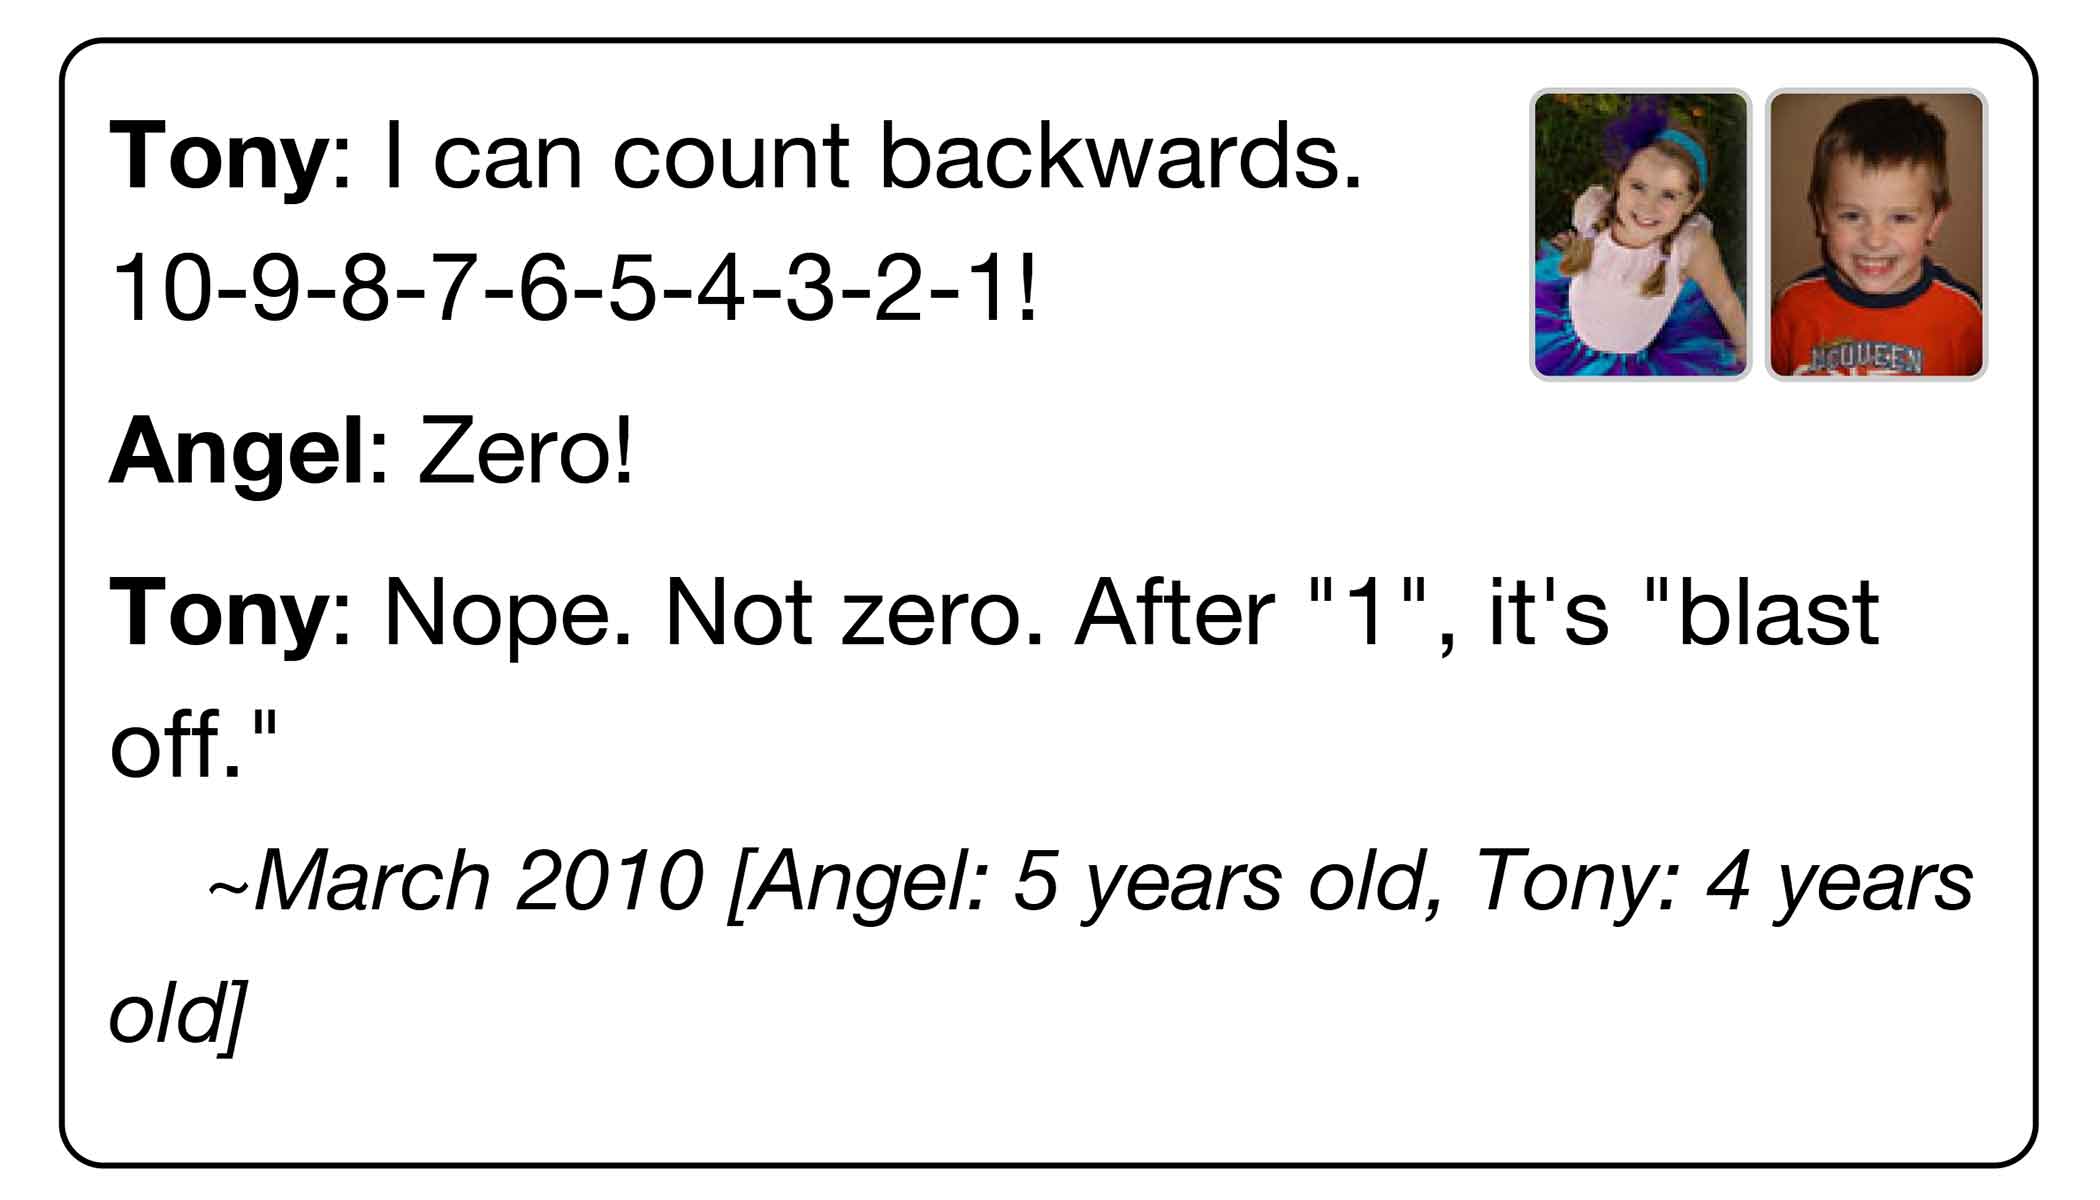 Tony: I can count backwards.
10-9-8-7-6-5-4-3-2-1!
Angel: Zero!
Tony: Nope. Not zero. After "1", it's "blast
off."
~March 2010 [Angel: 5 years old, Tony: 4 years
old]
MCQUEEN